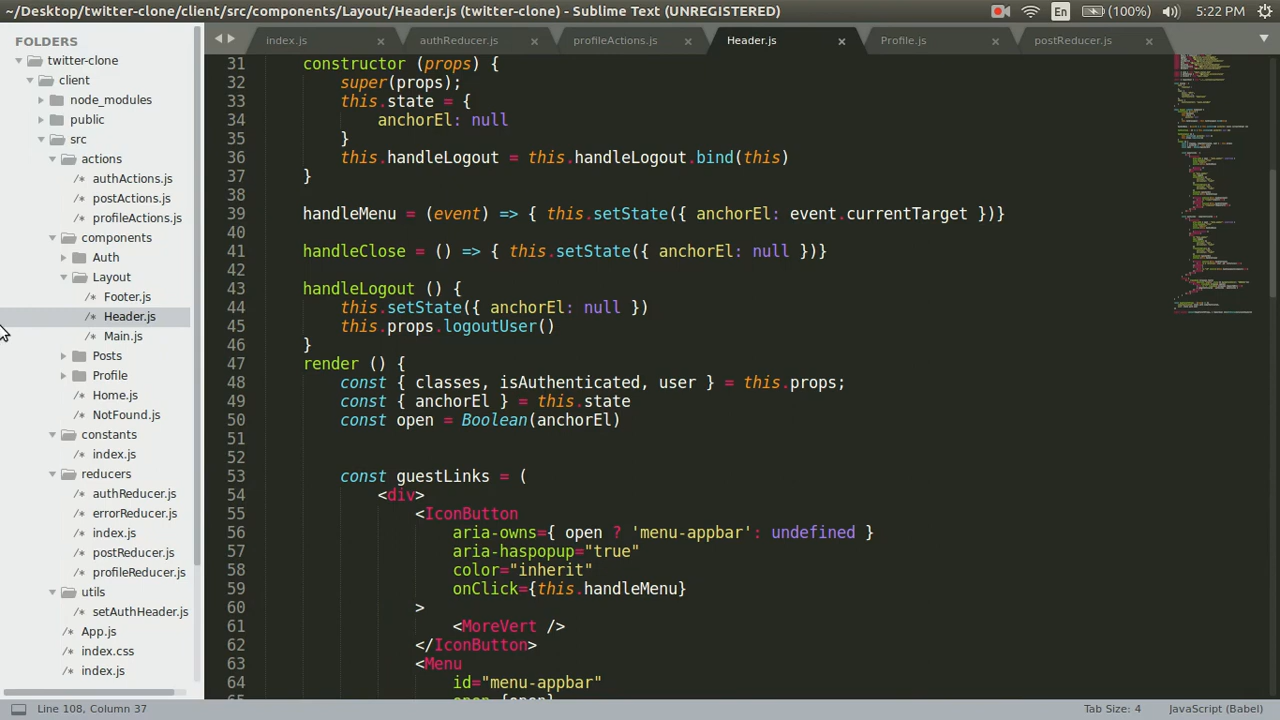 ~/Desktop/twitter-clone/client/src/components/Layout/Header.js (twitter-clone) - Sublime Text (UNREGISTERED)
En
(100%)
5:22 PM
FOLDERS
twitter-clone
client
node_modules
public
src
actions
/* authActions.js
/* postActions.js
/* profileActions.js
components
Auth
Layout
/* Footer.js
/* Header.js
/* Main.js
Posts
Profile
/* Home.js
/* NotFound.js
constants
/* index.js
reducers
/* authReducer.js
/* errorReducer.js
/* index.js
/* postReducer.js
/* profileReducer.js
utils
/* setAuthHeader.js
/* App.js
/* index.css
/* index.js
index.js
authReducer.js
profileActions.js
Header.js
Profile.js
postReducer.js
31 constructor (props) {
32 super(props);
33 this.state = {
34 anchorEl: null
35 }
36 this.handleLogout = this.handleLogout.bind(this)
37 }
38
39 handleMenu = (event) => { this.setState({ anchorEl: event.currentTarget })}
40
41 handleClose = () => { this.setState({ anchorEl: null })}
42
43 handleLogout () {
44 this.setState({ anchorEl: null })
45 this.props.logoutUser()
46 }
47 render () {
48 const { classes, isAuthenticated, user } = this.props;
49 const { anchorEl } = this.state
50 const open = Boolean(anchorEl)
51
52
53 const guestLinks = (
54 <div>
55 <IconButton
56 aria-owns={ open ? 'menu-appbar': undefined }
57 aria-haspopup="true"
58 color="inherit"
59 onClick={this.handleMenu}
60 >
61 <MoreVert />
62 </IconButton>
63 <Menu
64 id="menu-appbar"
65 open {open}
Line 108, Column 37
Tab Size: 4
JavaScript (Babel)